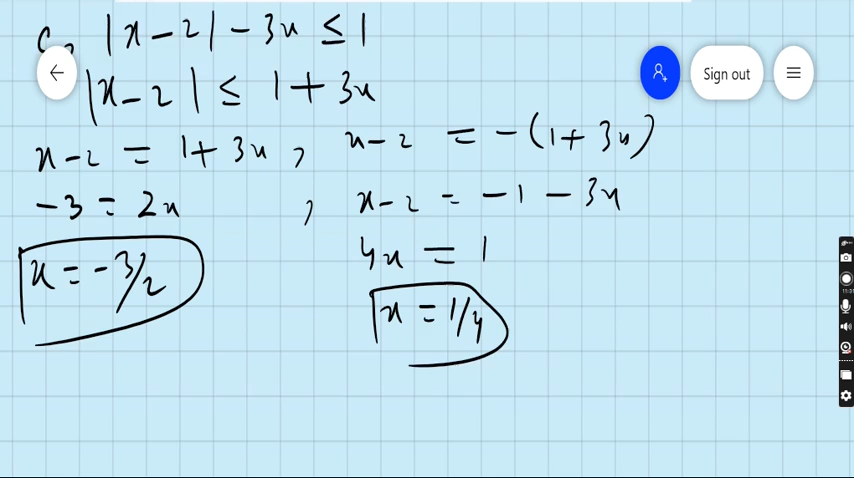 c, |x-2| - 3x ≤ 1
|x-2| ≤ 1 + 3x
x-2 = 1+3x , x-2 = -(1+3x)
-3 = 2x , x-2 = -1 - 3x
4x = 1
x = -3/2
x = 1/4
Sign out